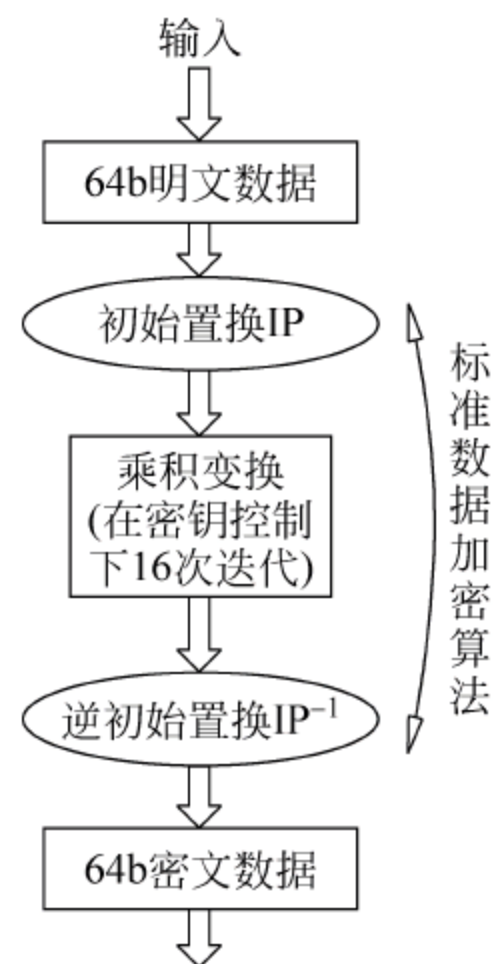 输入
64b明文数据
初始置换IP
乘积变换
(在密钥控制
下16次迭代)
逆初始置换IP⁻¹
64b密文数据
标准数据加密算法